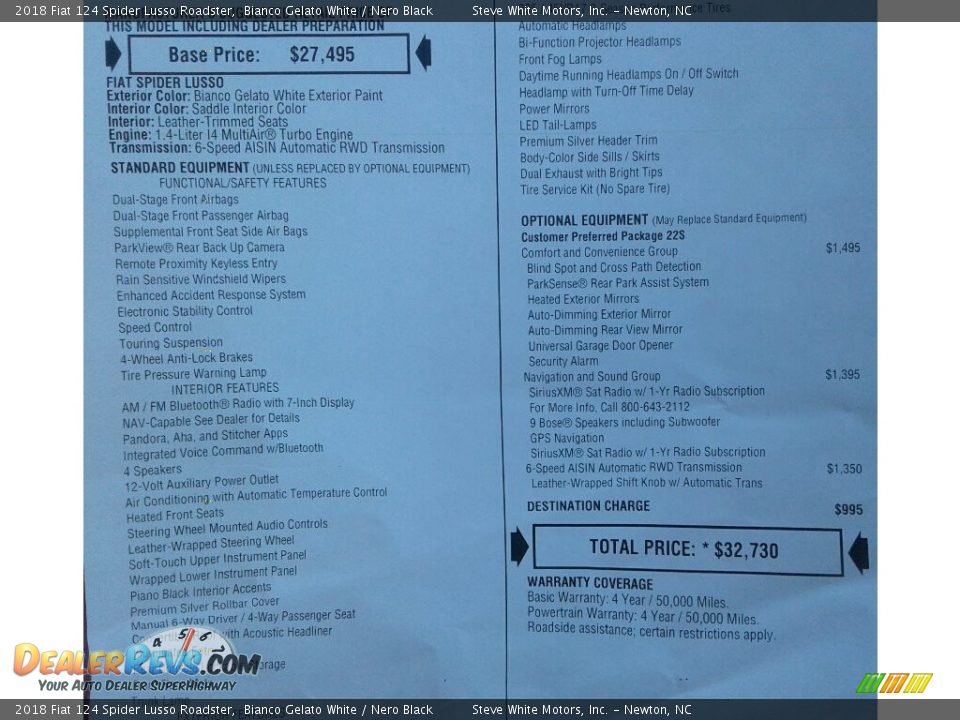 2018 Fiat 124 Spider Lusso Roadster, Bianco Gelato White / Nero Black Steve White Motors, Inc. - Newton, NC
THIS MODEL INCLUDING DEALER PREPARATION
Base Price: $27,495
FIAT SPIDER LUSSO
Exterior Color: Bianco Gelato White Exterior Paint
Interior Color: Saddle Interior Color
Interior: Leather-Trimmed Seats
Engine: 1.4-Liter I4 MultiAir® Turbo Engine
Transmission: 6-Speed AISIN Automatic RWD Transmission
STANDARD EQUIPMENT (UNLESS REPLACED BY OPTIONAL EQUIPMENT)
FUNCTIONAL/SAFETY FEATURES
Dual-Stage Front Airbags
Dual-Stage Front Passenger Airbag
Supplemental Front Seat Side Air Bags
ParkView® Rear Back Up Camera
Remote Proximity Keyless Entry
Rain Sensitive Windshield Wipers
Enhanced Accident Response System
Electronic Stability Control
Speed Control
Touring Suspension
4-Wheel Anti-Lock Brakes
Tire Pressure Warning Lamp
INTERIOR FEATURES
AM / FM Bluetooth® Radio with 7-Inch Display
NAV-Capable See Dealer for Details
Pandora, Aha, and Stitcher Apps
Integrated Voice Command w/Bluetooth
4 Speakers
12-Volt Auxiliary Power Outlet
Air Conditioning with Automatic Temperature Control
Heated Front Seats
Steering Wheel Mounted Audio Controls
Leather-Wrapped Steering Wheel
Soft-Touch Upper Instrument Panel
Wrapped Lower Instrument Panel
Piano Black Interior Accents
Premium Silver Rollbar Cover
Manual 6-Way Driver / 4-Way Passenger Seat
with Acoustic Headliner
Tires
Automatic Headlamps
Bi-Function Projector Headlamps
Front Fog Lamps
Daytime Running Headlamps On / Off Switch
Headlamp with Turn-Off Time Delay
Power Mirrors
LED Tail-Lamps
Premium Silver Header Trim
Body-Color Side Sills / Skirts
Dual Exhaust with Bright Tips
Tire Service Kit (No Spare Tire)
OPTIONAL EQUIPMENT (May Replace Standard Equipment)
Customer Preferred Package 22S
Comfort and Convenience Group $1,495
Blind Spot and Cross Path Detection
ParkSense® Rear Park Assist System
Heated Exterior Mirrors
Auto-Dimming Exterior Mirror
Auto-Dimming Rear View Mirror
Universal Garage Door Opener
Security Alarm
Navigation and Sound Group $1,395
SiriusXM® Sat Radio w/ 1-Yr Radio Subscription
For More Info, Call 800-643-2112
9 Bose® Speakers including Subwoofer
GPS Navigation
SiriusXM® Sat Radio w/ 1-Yr Radio Subscription
6-Speed AISIN Automatic RWD Transmission $1,350
Leather-Wrapped Shift Knob w/ Automatic Trans
DESTINATION CHARGE $995
TOTAL PRICE: * $32,730
WARRANTY COVERAGE
Basic Warranty: 4 Year / 50,000 Miles.
Powertrain Warranty: 4 Year / 50,000 Miles.
Roadside assistance; certain restrictions apply.
4 5 6 7
DEALERREVS.COM
YOUR AUTO DEALER SUPERHIGHWAY
2018 Fiat 124 Spider Lusso Roadster, Bianco Gelato White / Nero Black Steve White Motors, Inc. - Newton, NC